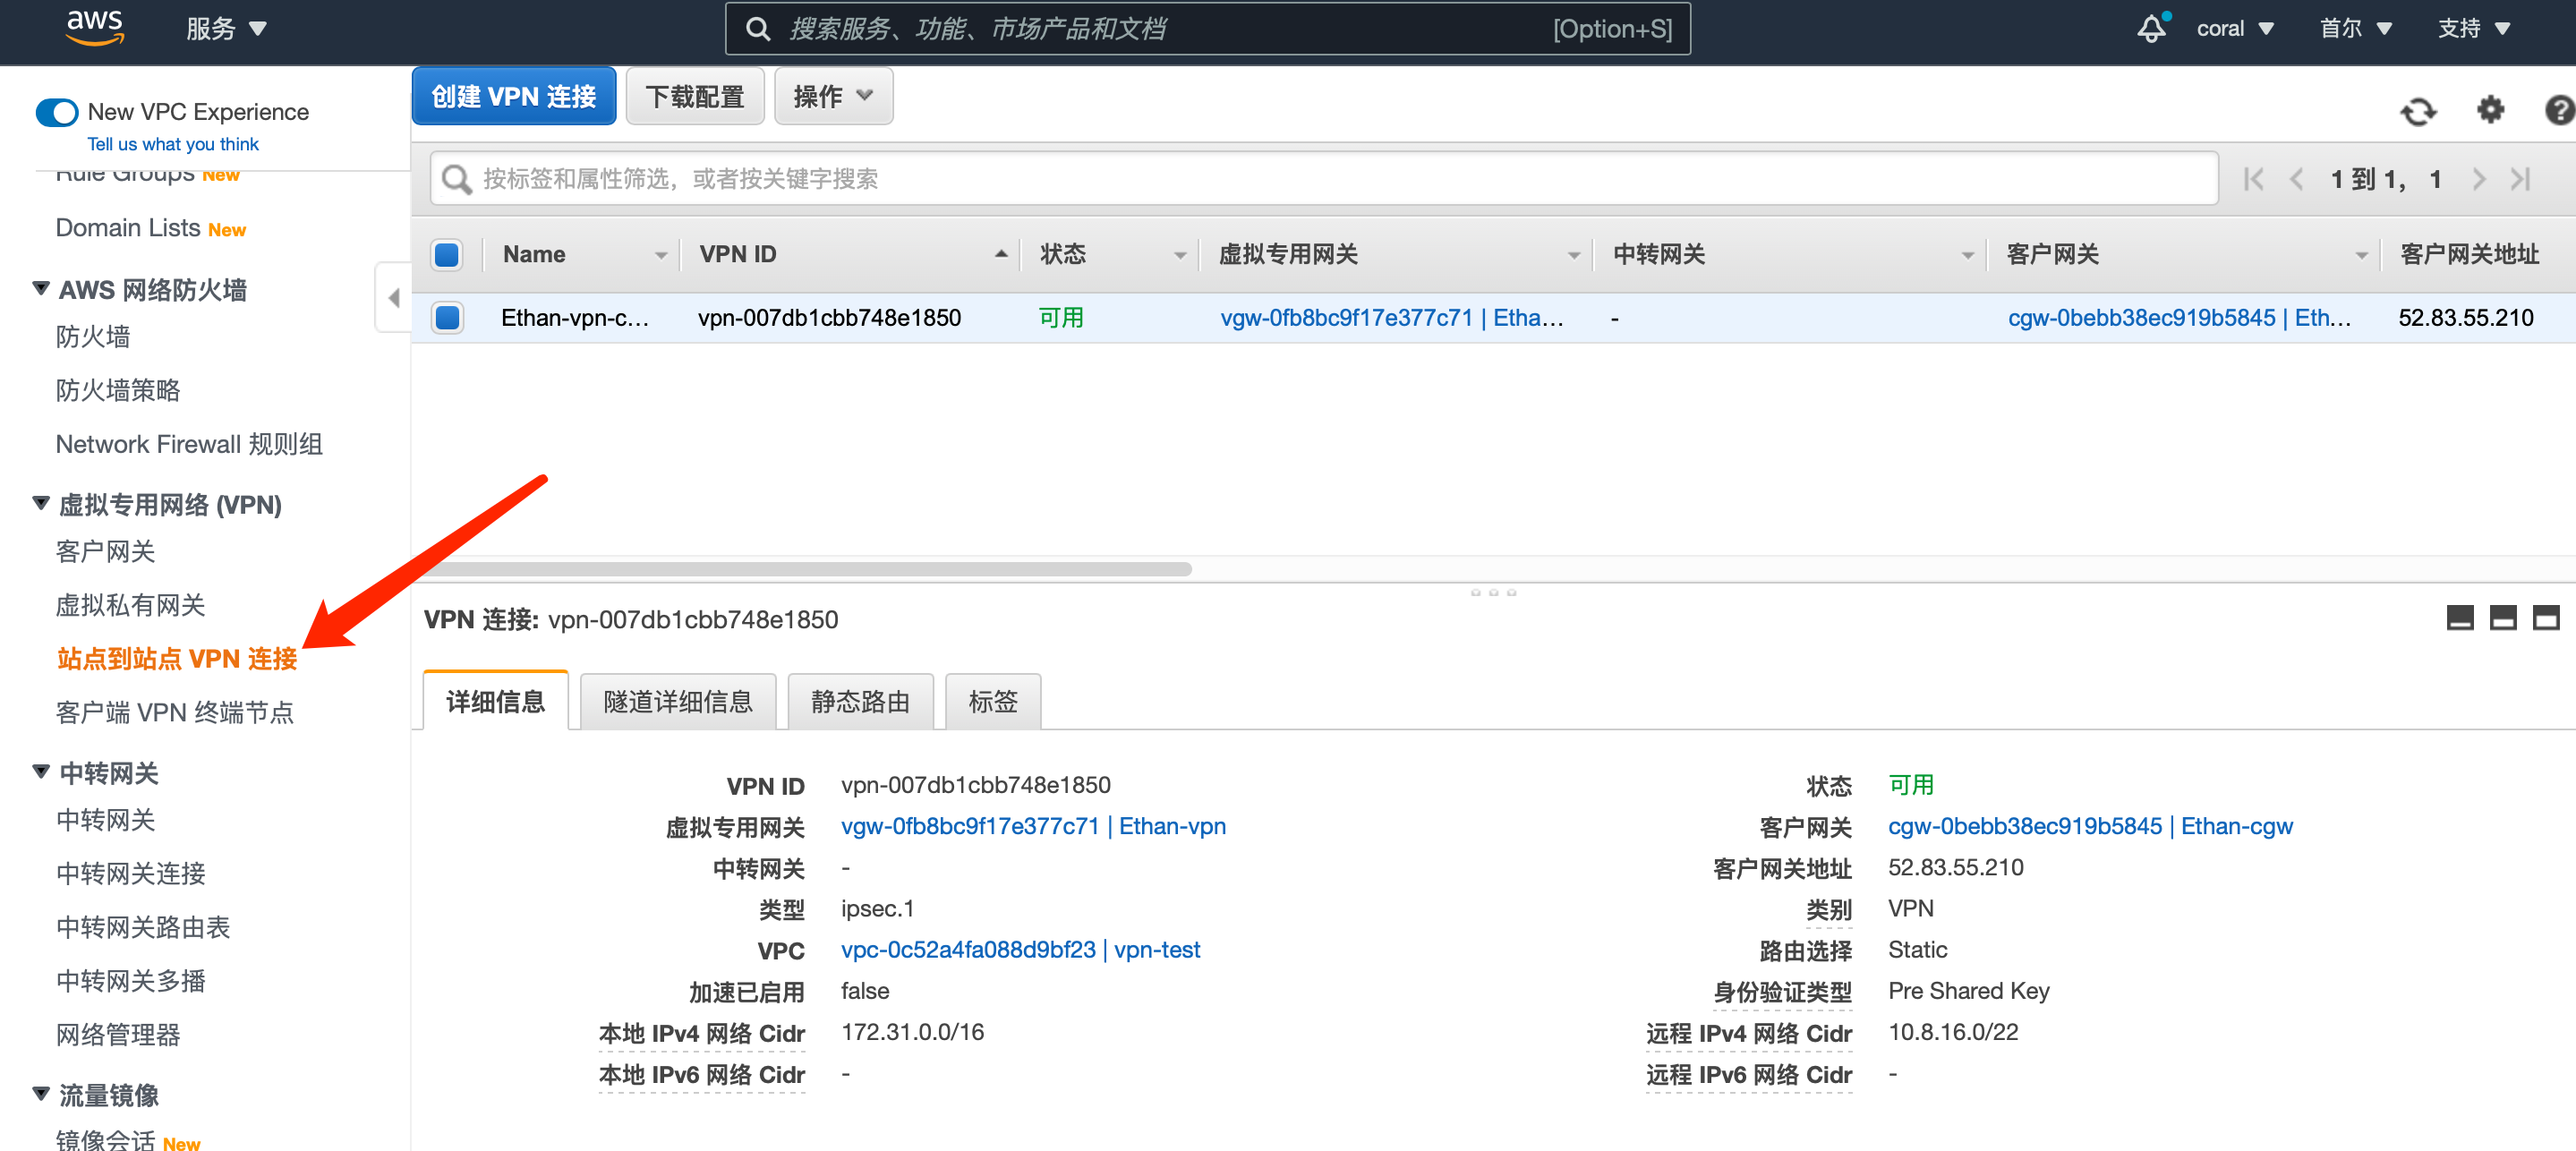 aws 服务 搜索服务、功能、市场产品和文档 [Option+S] coral 首尔 支持
New VPC Experience
Tell us what you think
Rule Groups New
Domain Lists New
AWS 网络防火墙
防火墙
防火墙策略
Network Firewall 规则组
虚拟专用网络 (VPN)
客户网关
虚拟私有网关
站点到站点 VPN 连接
客户端 VPN 终端节点
中转网关
中转网关
中转网关连接
中转网关路由表
中转网关多播
网络管理器
流量镜像
镜像会话 New
创建 VPN 连接 下载配置 操作
按标签和属性筛选，或者按关键字搜索 1 到 1， 1
Name VPN ID 状态 虚拟专用网关 中转网关 客户网关 客户网关地址
Ethan-vpn-c... vpn-007db1cbb748e1850 可用 vgw-0fb8bc9f17e377c71 | Etha... - cgw-0bebb38ec919b5845 | Eth... 52.83.55.210
VPN 连接: vpn-007db1cbb748e1850
详细信息 隧道详细信息 静态路由 标签
VPN ID vpn-007db1cbb748e1850 状态 可用
虚拟专用网关 vgw-0fb8bc9f17e377c71 | Ethan-vpn 客户网关 cgw-0bebb38ec919b5845 | Ethan-cgw
中转网关 - 客户网关地址 52.83.55.210
类型 ipsec.1 类别 VPN
VPC vpc-0c52a4fa088d9bf23 | vpn-test 路由选择 Static
加速已启用 false 身份验证类型 Pre Shared Key
本地 IPv4 网络 Cidr 172.31.0.0/16 远程 IPv4 网络 Cidr 10.8.16.0/22
本地 IPv6 网络 Cidr - 远程 IPv6 网络 Cidr -